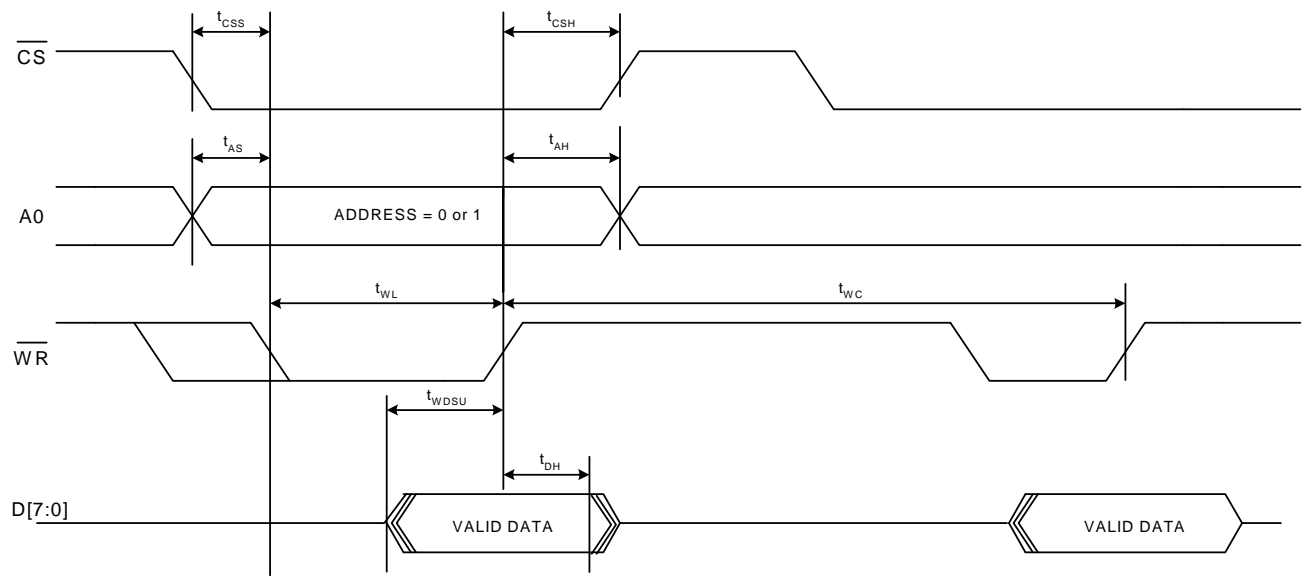 tCSS
tCSH
CS
tAS
tAH
A0
ADDRESS = 0 or 1
tWL
tWC
WR
tWDSU
tDH
D[7:0]
VALID DATA
VALID DATA